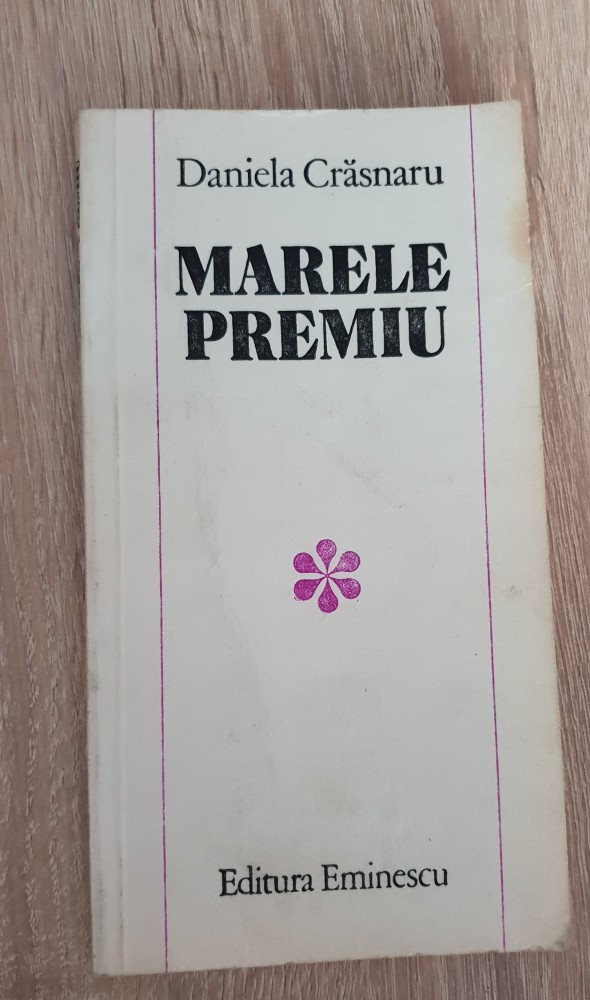 Daniela Crăsnaru
MARELE
PREMIU
Editura Eminescu